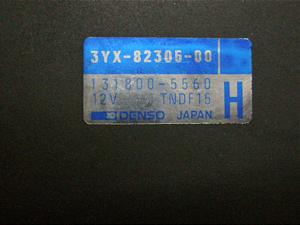 3YX-82305-00
131800-5560
12V TNDF15
DENSO JAPAN
H